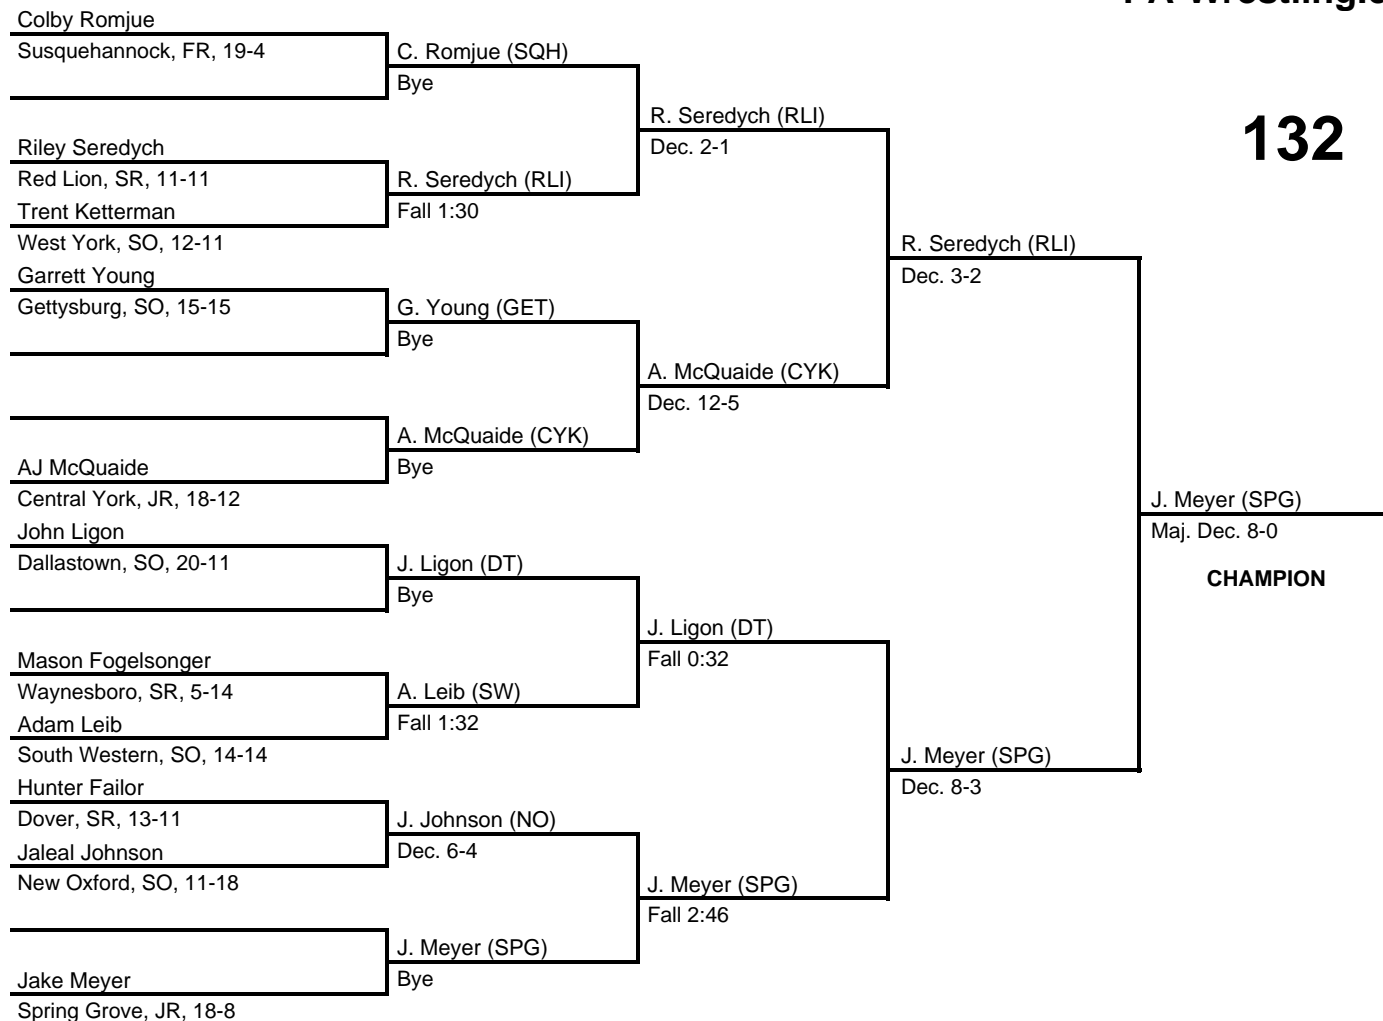 Colby Romjue
Susquehannock, FR, 19-4
Riley Seredych
Red Lion, SR, 11-11
Trent Ketterman
West York, SO, 12-11
Garrett Young
Gettysburg, SO, 15-15
AJ McQuaide
Central York, JR, 18-12
John Ligon
Dallastown, SO, 20-11
Mason Fogelsonger
Waynesboro, SR, 5-14
Adam Leib
South Western, SO, 14-14
Hunter Failor
Dover, SR, 13-11
Jaleal Johnson
New Oxford, SO, 11-18
Jake Meyer
Spring Grove, JR, 18-8
C. Romjue (SQH)
Bye
R. Seredych (RLI)
Fall 1:30
G. Young (GET)
Bye
A. McQuaide (CYK)
Bye
J. Ligon (DT)
Bye
A. Leib (SW)
Fall 1:32
J. Johnson (NO)
Dec. 6-4
J. Meyer (SPG)
Bye
R. Seredych (RLI)
Dec. 2-1
A. McQuaide (CYK)
Dec. 12-5
J. Ligon (DT)
Fall 0:32
J. Meyer (SPG)
Fall 2:46
R. Seredych (RLI)
Dec. 3-2
J. Meyer (SPG)
Dec. 8-3
132
J. Meyer (SPG)
Maj. Dec. 8-0
CHAMPION